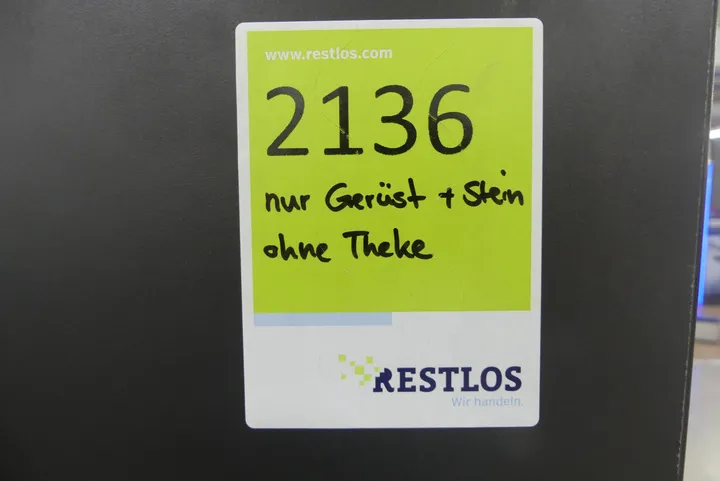 www.restlos.com
2136
nur Gerüst + Stein
ohne Theke
RESTLOS
Wir handeln.